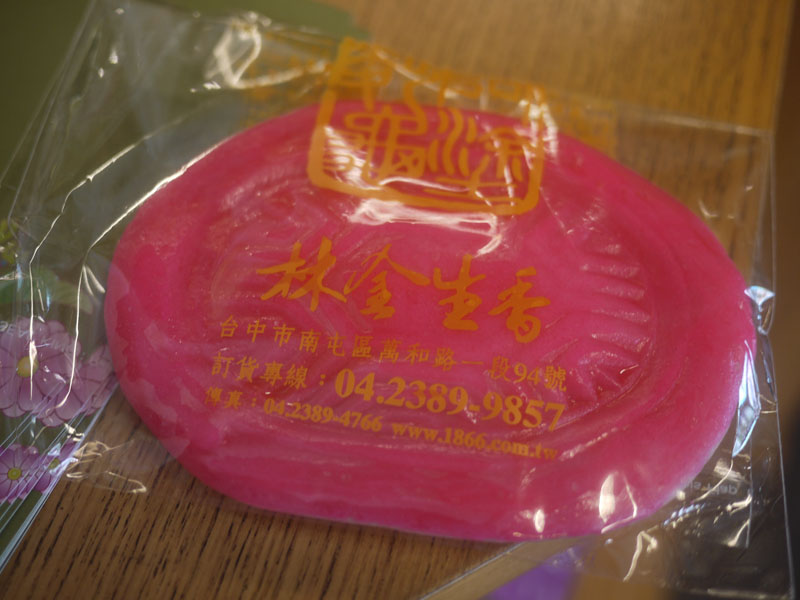 林金生香
台中市南屯區萬和路一段94號
訂貨專線：04.2389-9857
傳真：04.2389-4766 www.1866.com.tw